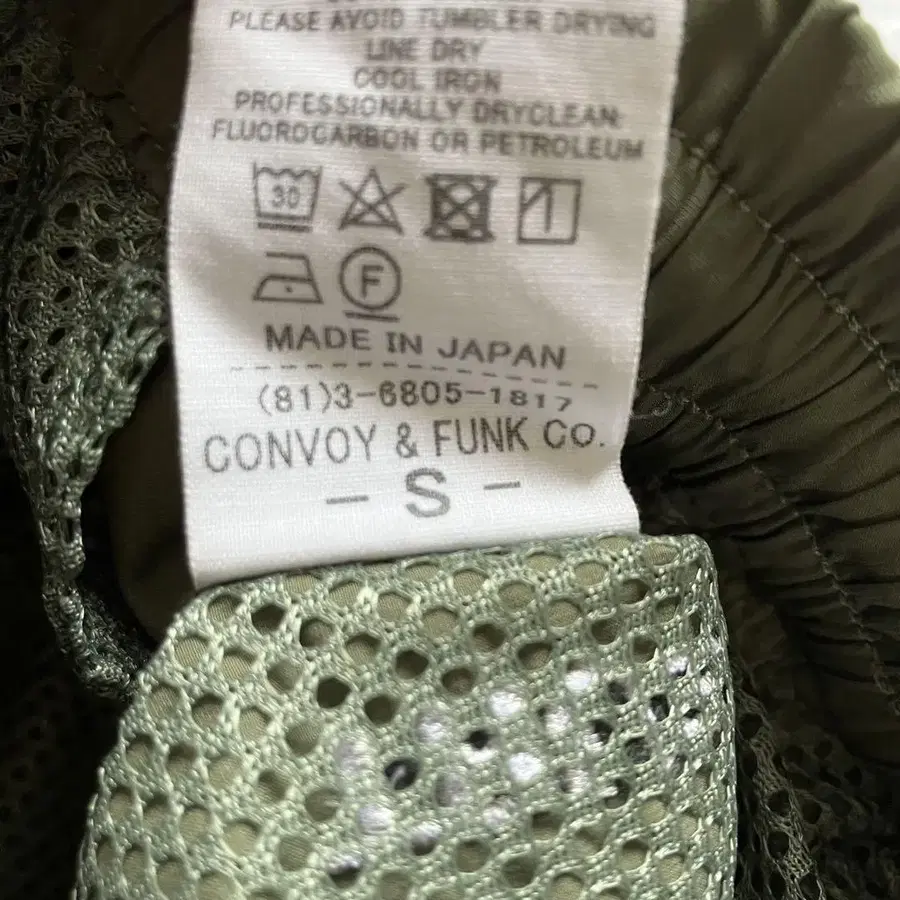 PLEASE AVOID TUMBLER DRYING
LINE DRY
COOL IRON
PROFESSIONALLY DRYCLEAN:
FLUOROCARBON OR PETROLEUM
30
F
MADE IN JAPAN
(81)3-6805-1817
CONVOY & FUNK CO.
- S -